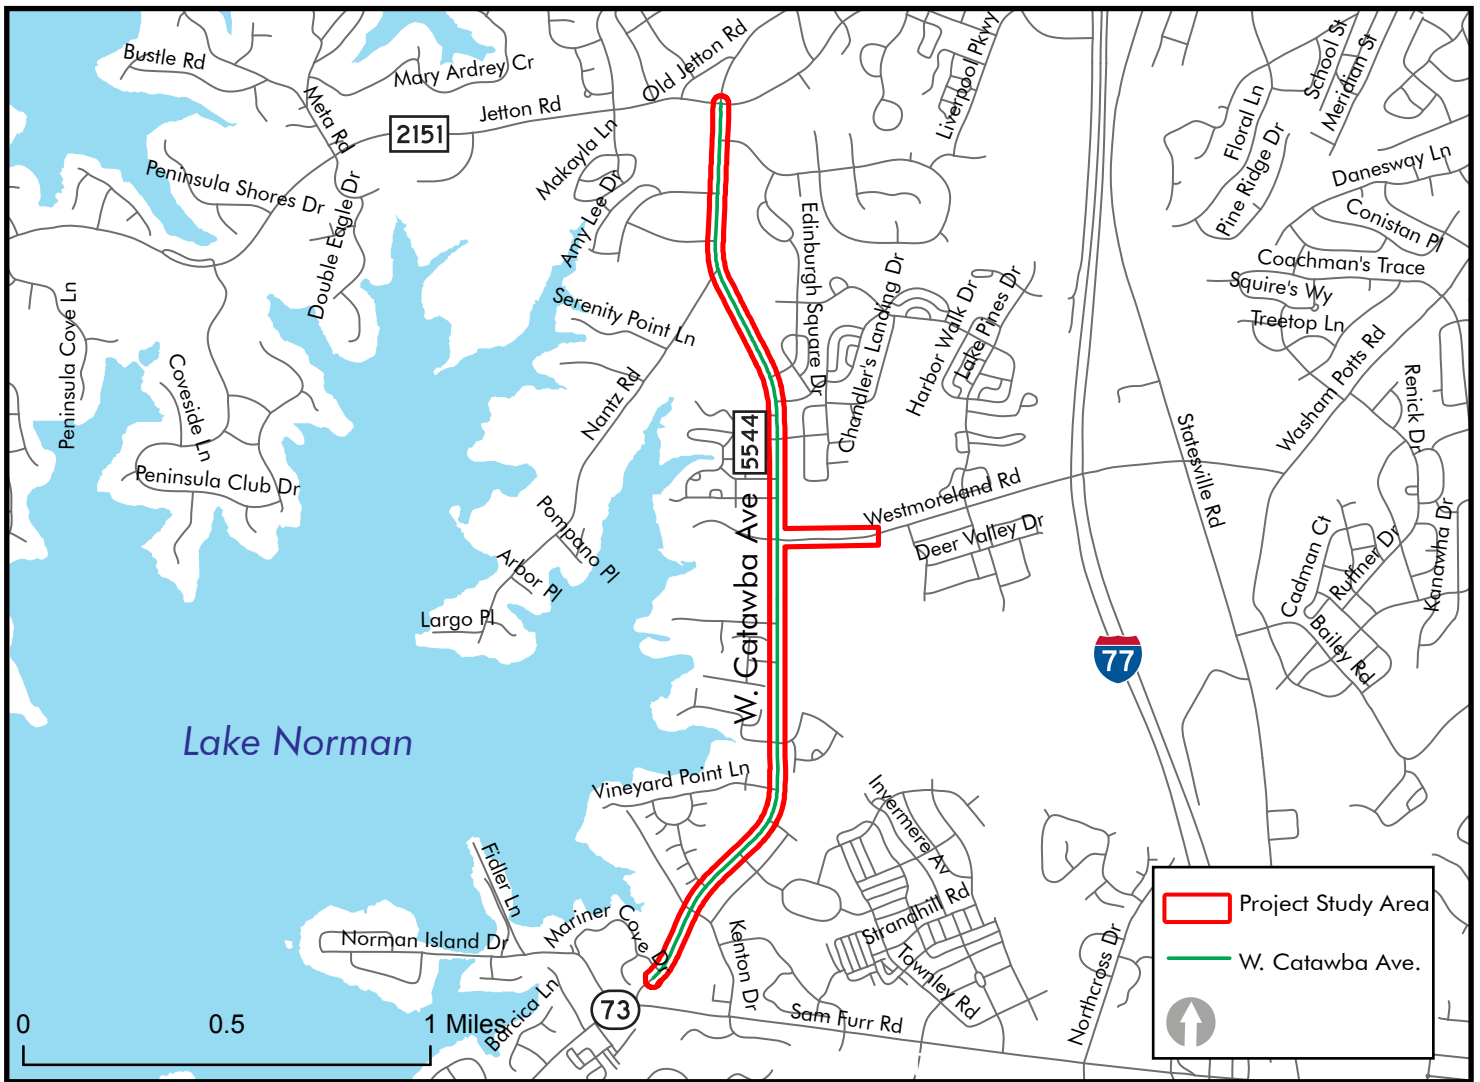 Bustle Rd
Mary Ardrey Cr
Old Jetton Rd
Liverpool Pkwy
School St
Meridian St
Meta Rd
2151
Jetton Rd
Makayla Ln
Floral Ln
Pine Ridge Dr
Danesway Ln
Peninsula Shores Dr
Double Eagle Dr
Amy Lee Dr
Edinburgh Square Dr
Conistan Pl
Coachman's Trace
Squire's Wy
Treetop Ln
Peninsula Cove Ln
Serenity Point Ln
Chandler's Landing Dr
Harbor Walk Dr
Lake Pines Dr
Washam Potts Rd
Renick Dr
Coveside Ln
Nantz Rd
5544
Statesville Rd
Peninsula Club Dr
Westmoreland Rd
Deer Valley Dr
Pompano Pl
Arbor Pl
Largo Pl
W. Catawba Ave
Cadman Ct
Ruffner Dr
Kanawha Dr
Bailey Rd
77
Lake Norman
Vineyard Point Ln
Invermere Av
Fidler Ln
Strandhill Rd
Mariner Cove Dr
Norman Island Dr
Kenton Dr
Townley Rd
Northcross Dr
Barcica Ln
73
Sam Furr Rd
0 0.5 1 Miles
Project Study Area
W. Catawba Ave.